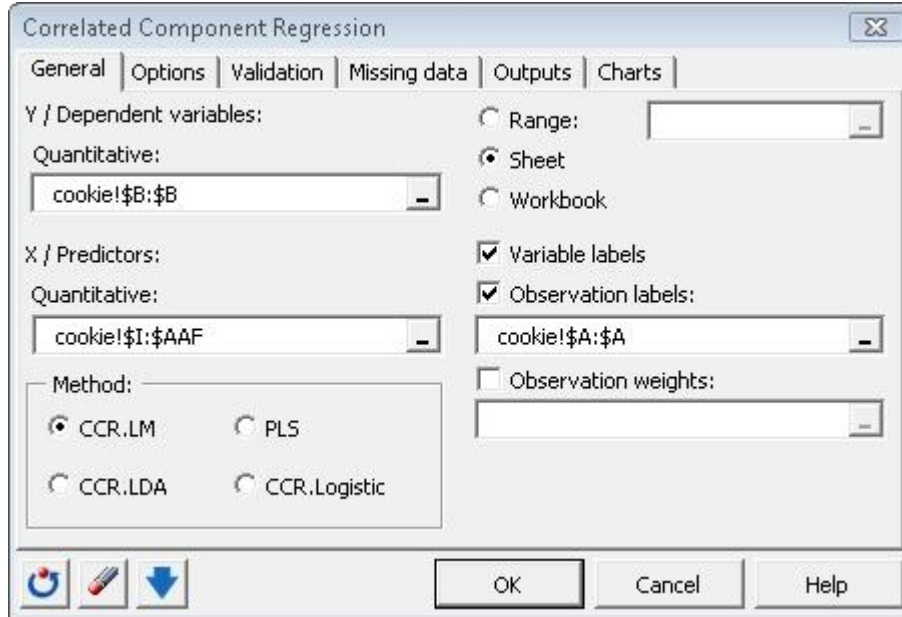 Correlated Component Regression
General
Options
Validation
Missing data
Outputs
Charts
Y / Dependent variables:
Quantitative:
cookie!$B:$B
X / Predictors:
Quantitative:
cookie!$I:$AAF
Method:
CCR.LM
PLS
CCR.LDA
CCR.Logistic
Range:
Sheet
Workbook
Variable labels
Observation labels:
cookie!$A:$A
Observation weights:
OK
Cancel
Help